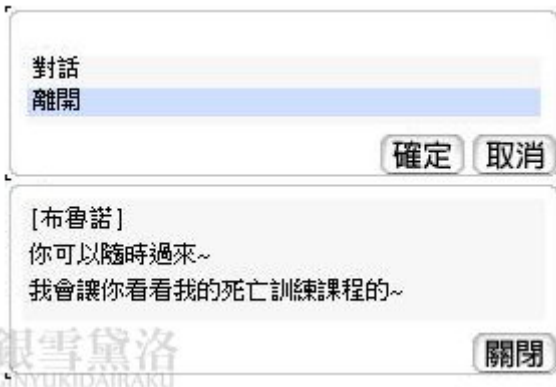 對話
離開
確定 取消
[布魯諾]
你可以隨時過來~
我會讓你看看我的死亡訓練課程的~
關閉
銀雪黛洛
GINYUKIDAIRAKU